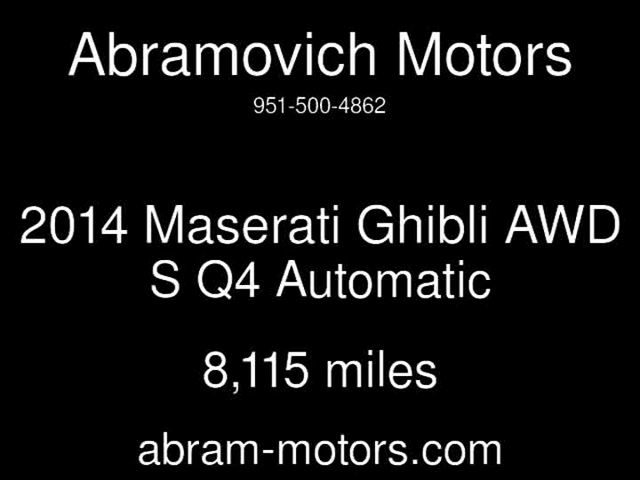 Abramovich Motors
951-500-4862
2014 Maserati Ghibli AWD
S Q4 Automatic
8,115 miles
abram-motors.com